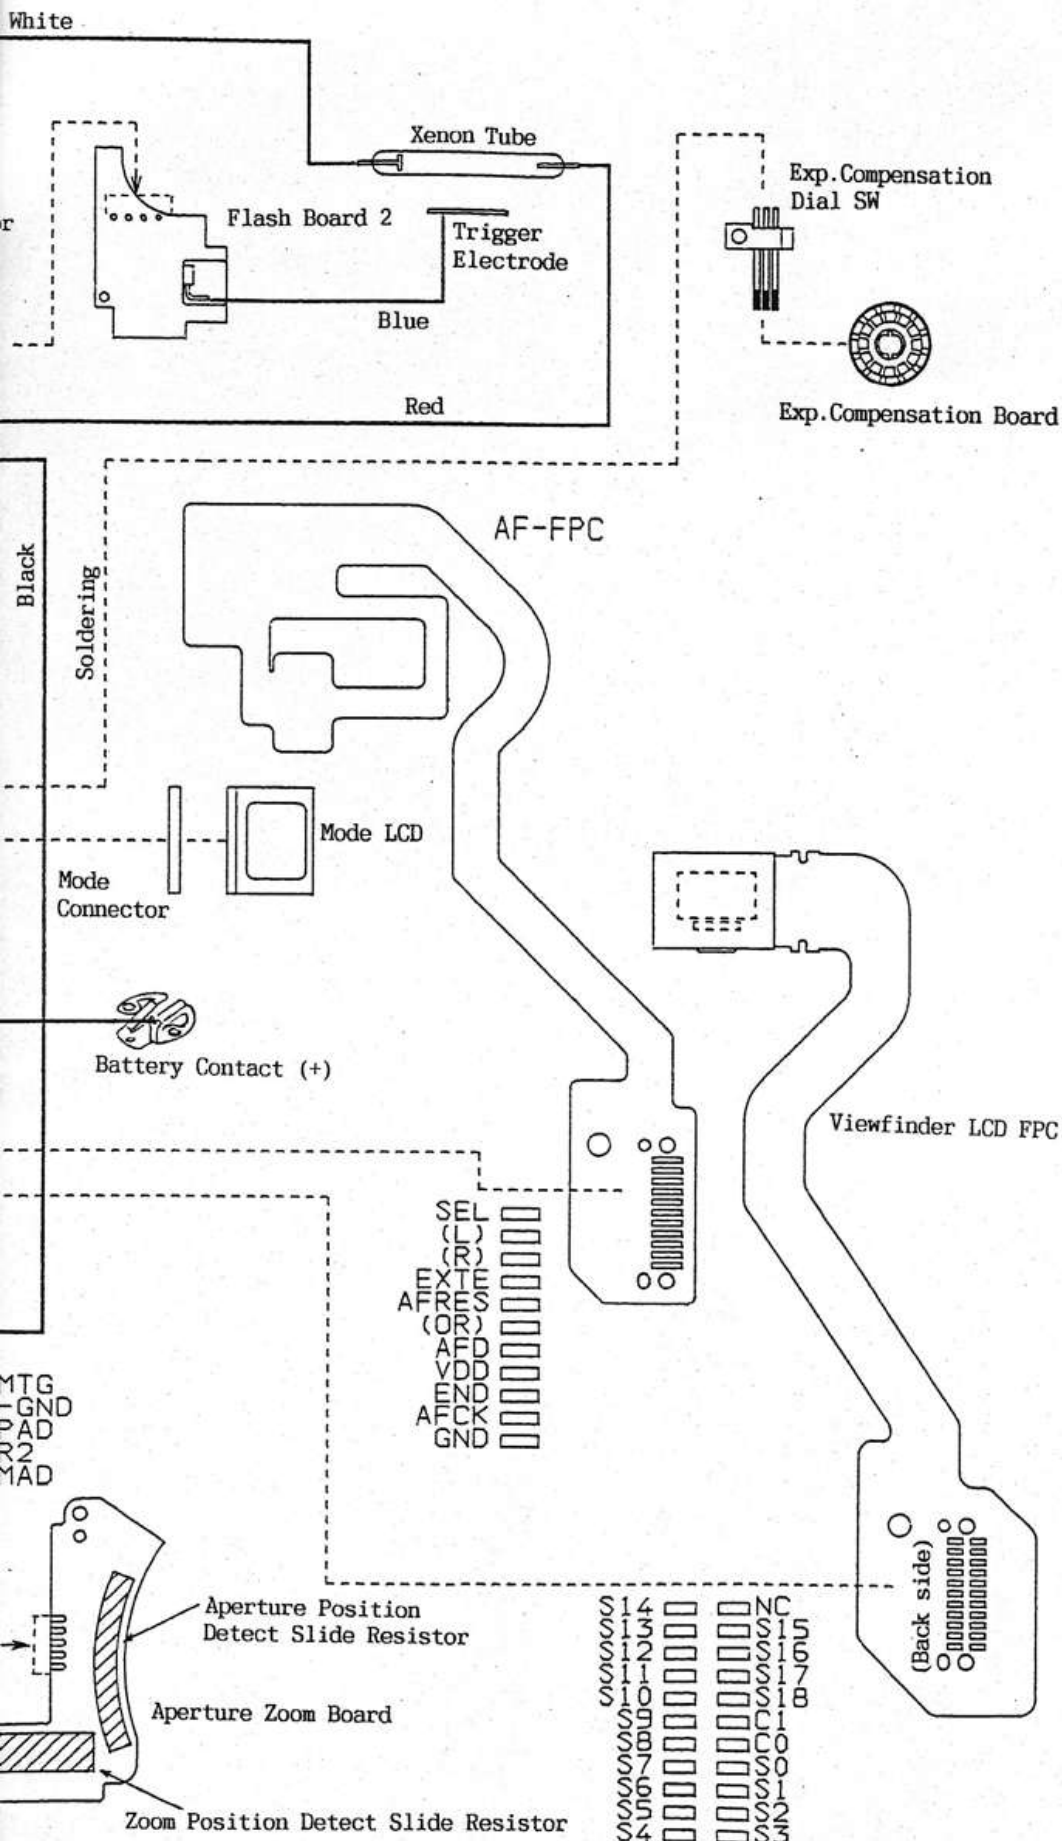 White
Xenon Tube
Exp.Compensation
Dial SW
Flash Board 2
Trigger
Electrode
Blue
Red
Exp.Compensation Board
Black
Soldering
AF-FPC
Mode LCD
Mode
Connector
Battery Contact (+)
Viewfinder LCD FPC
SEL
(L)
(R)
EXTE
AFRES
(OR)
AFD
VDD
END
AFCK
GND
MTG
-GND
PAD
R2
MAD
(Back side)
Aperture Position
Detect Slide Resistor
Aperture Zoom Board
Zoom Position Detect Slide Resistor
S14 NC
S13 S15
S12 S16
S11 S17
S10 S18
S9 C1
S8 C0
S7 S0
S6 S1
S5 S2
S4 S3